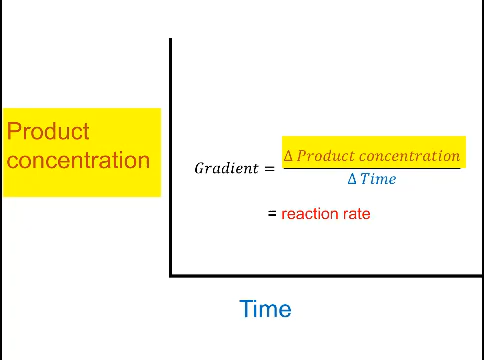 Product
concentration
Gradient = Δ Product concentration
Δ Time
= reaction rate
Time